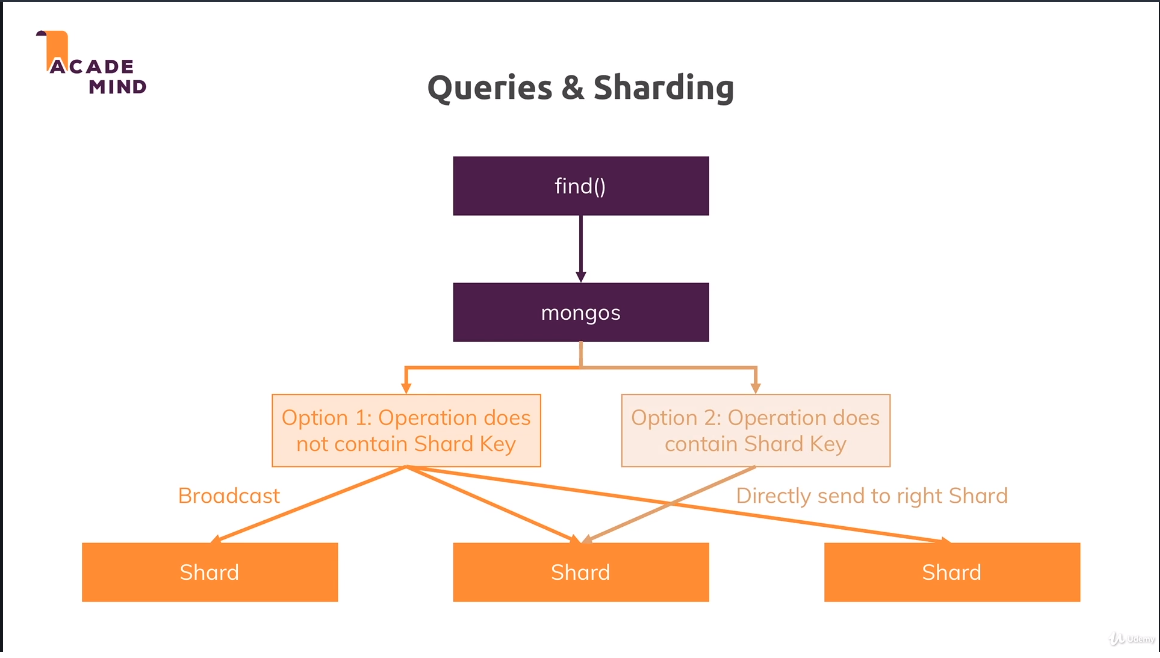 ACADE
MIND
Queries & Sharding
find()
mongos
Option 1: Operation does
not contain Shard Key
Option 2: Operation does
contain Shard Key
Broadcast
Directly send to right Shard
Shard
Shard
Shard
Udemy